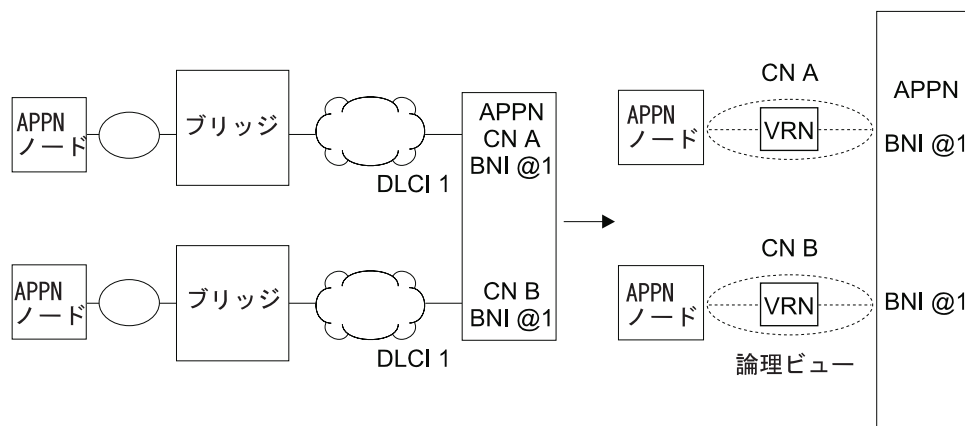 APPN
ノード
ブリッジ
DLCI 1
APPN
CN A
BNI @1
APPN
ノード
ブリッジ
DLCI 1
CN B
BNI @1
CN A
APPN
ノード
VRN
APPN
BNI @1
CN B
APPN
ノード
VRN
BNI @1
論理ビュー